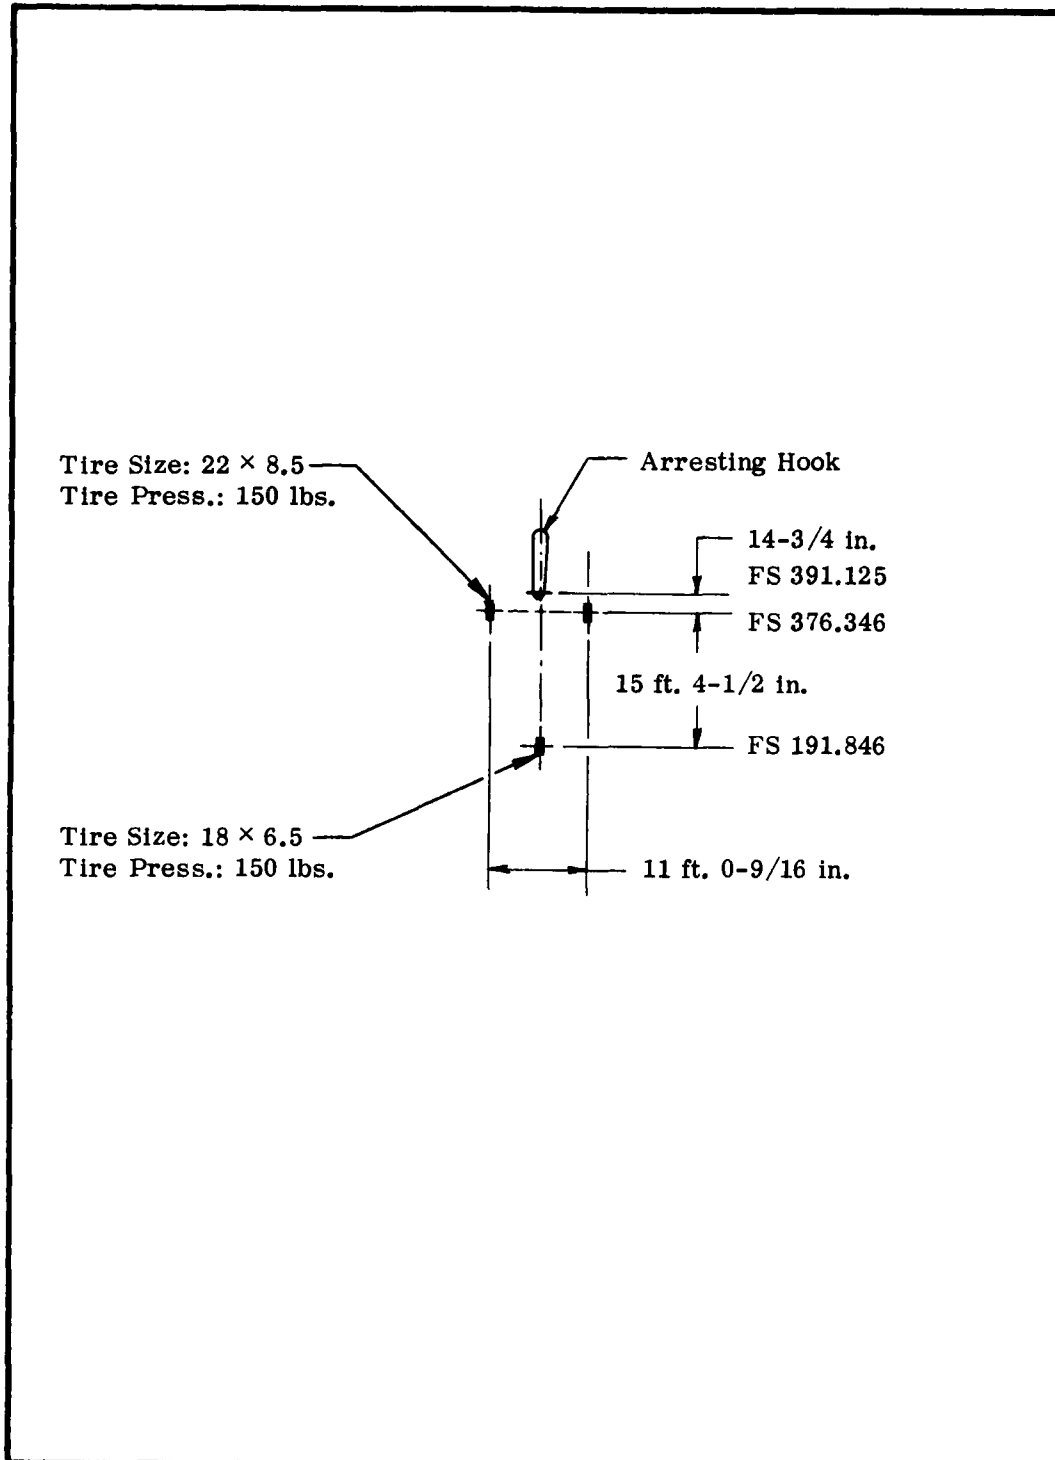 Tire Size: 22 × 8.5
Tire Press.: 150 lbs.
Arresting Hook
14-3/4 in.
FS 391.125
FS 376.346
15 ft. 4-1/2 in.
FS 191.846
Tire Size: 18 × 6.5
Tire Press.: 150 lbs.
11 ft. 0-9/16 in.